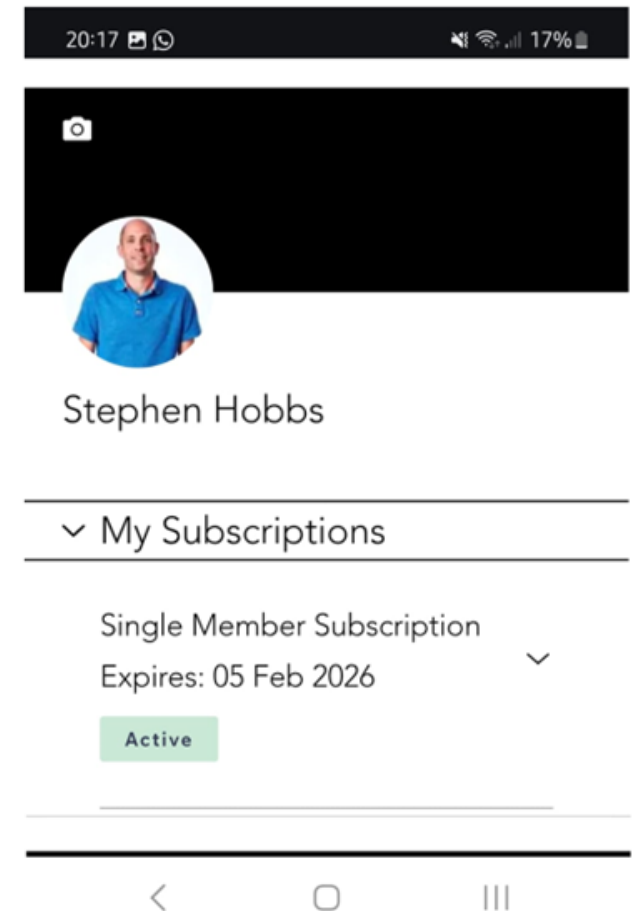 20:17 17%
Stephen Hobbs
My Subscriptions
Single Member Subscription
Expires: 05 Feb 2026
Active